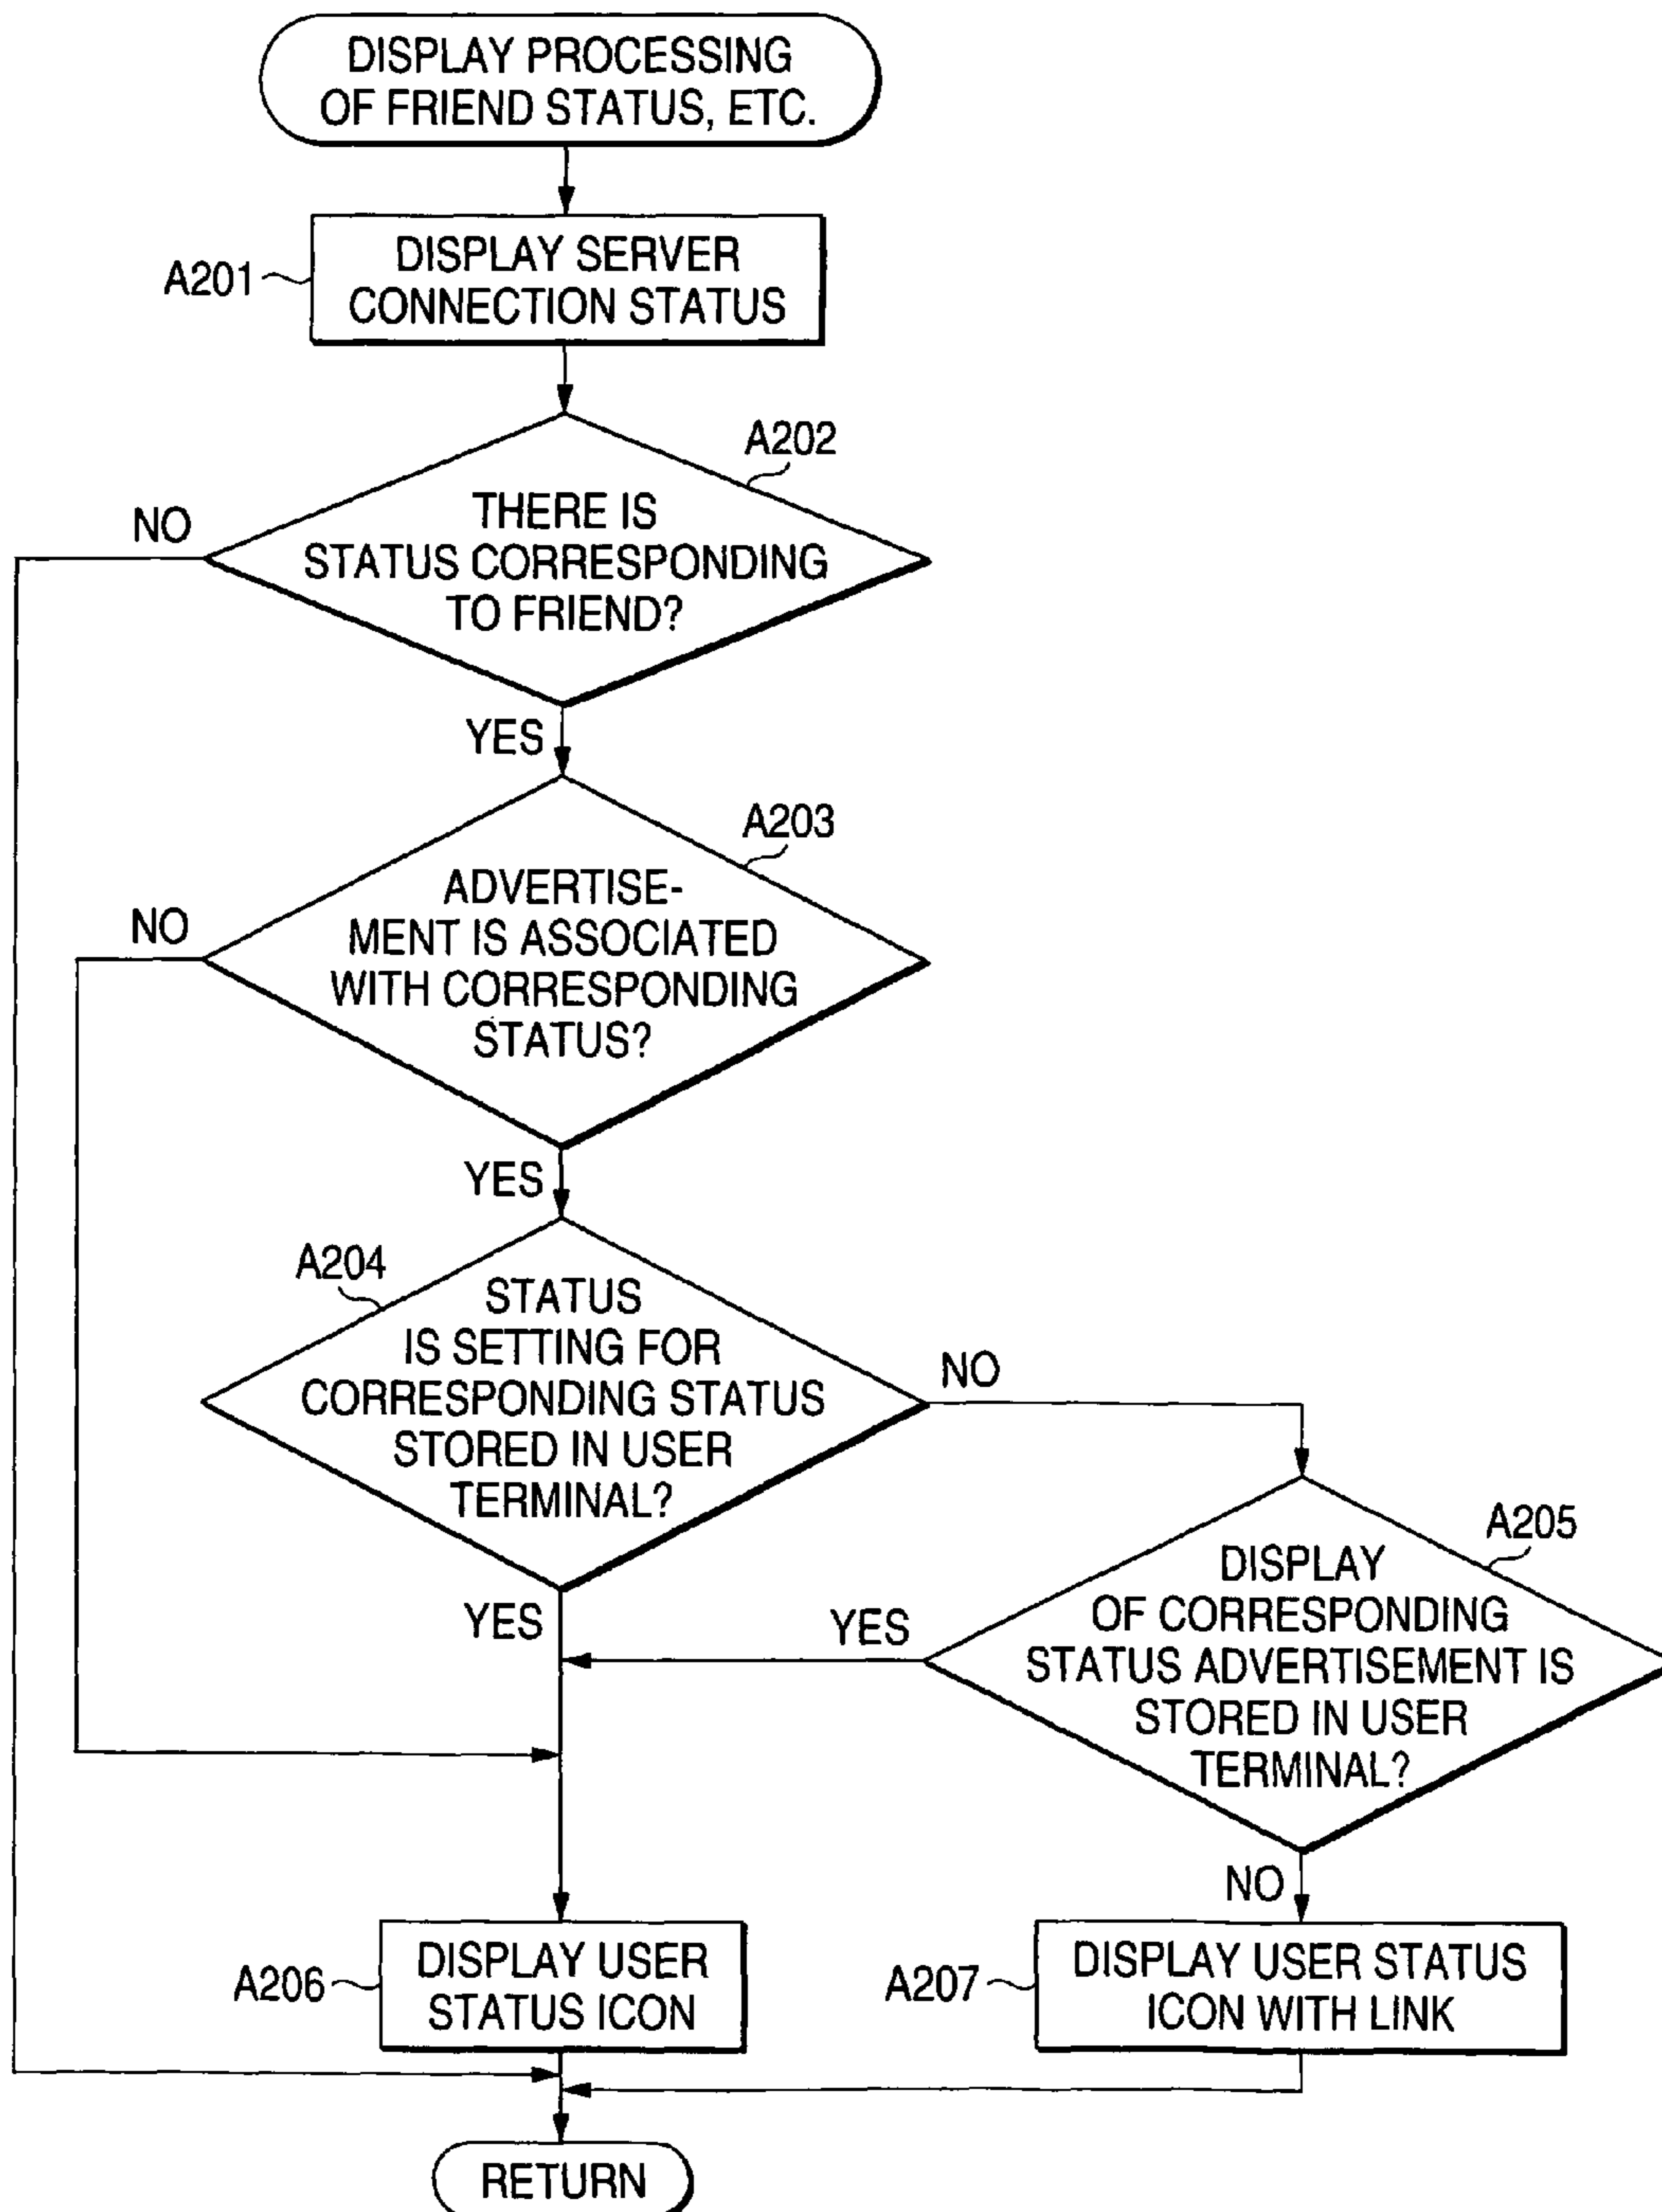 DISPLAY PROCESSING
OF FRIEND STATUS, ETC.
A201
DISPLAY SERVER
CONNECTION STATUS
A202
NO
THERE IS
STATUS CORRESPONDING
TO FRIEND?
YES
A203
NO
ADVERTISE-
MENT IS ASSOCIATED
WITH CORRESPONDING
STATUS?
YES
A204
STATUS
IS SETTING FOR
CORRESPONDING STATUS
STORED IN USER
TERMINAL?
NO
YES
A205
DISPLAY
OF CORRESPONDING
STATUS ADVERTISEMENT IS
STORED IN USER
TERMINAL?
YES
NO
A206
DISPLAY USER
STATUS ICON
A207
DISPLAY USER STATUS
ICON WITH LINK
RETURN